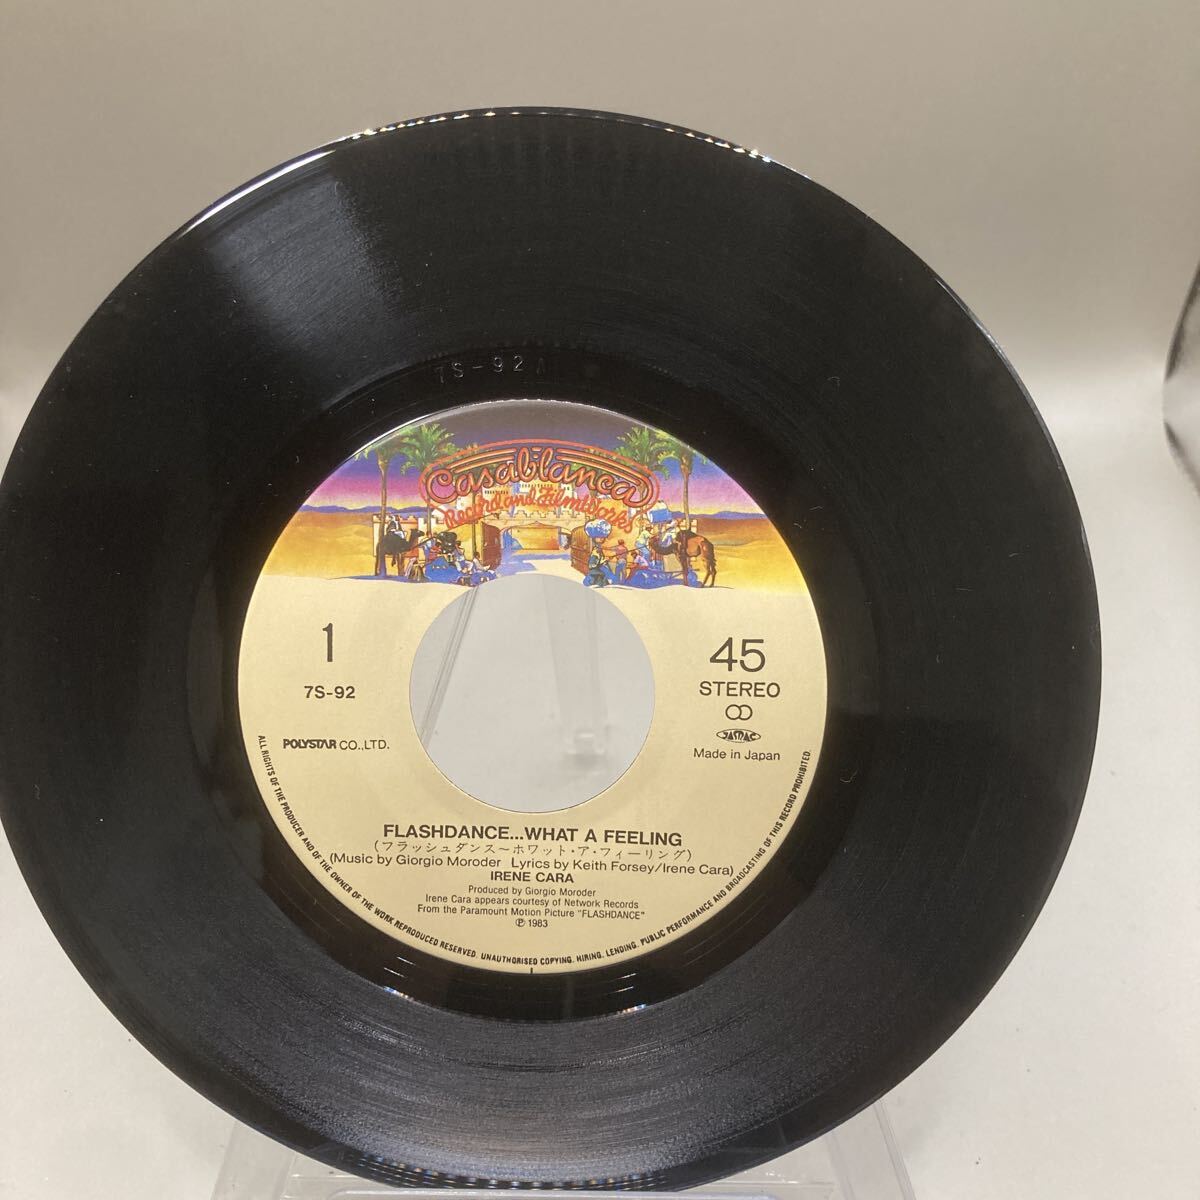 7S-92A
Casablanca
Record and FilmWorks
1
7S-92
45
STEREO
POLYSTAR CO.,LTD.
JASRAC
Made in Japan
FLASHDANCE...WHAT A FEELING
(フラッシュダンス〜ホワット・ア・フィーリング)
(Music by Giorgio Moroder Lyrics by Keith Forsey/Irene Cara)
IRENE CARA
Produced by Giorgio Moroder
Irene Cara appears courtesy of Network Records
From the Paramount Motion Picture "FLASHDANCE"
℗ 1983
ALL RIGHTS OF THE PRODUCER AND OF THE OWNER OF THE WORK REPRODUCED RESERVED. UNAUTHORISED COPYING, HIRING, LENDING, PUBLIC PERFORMANCE AND BROADCASTING OF THIS RECORD PROHIBITED.